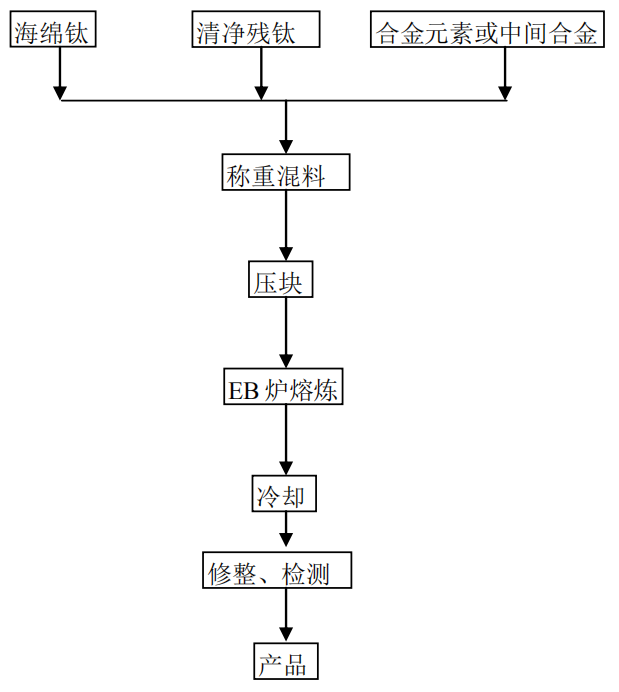 海绵钛
清净残钛
合金元素或中间合金
称重混料
压块
EB 炉熔炼
冷却
修整、检测
产品